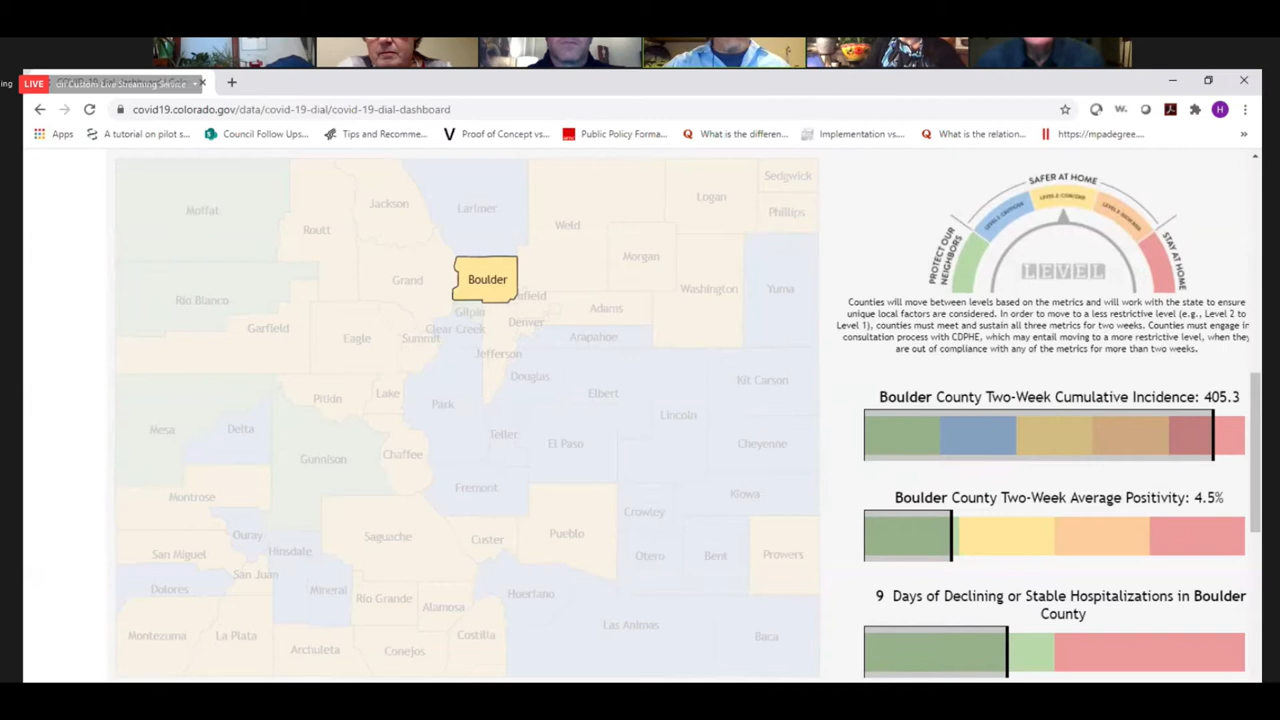 ing
LIVE
on Custom Live Streaming Service
covid19.colorado.gov/data/covid-19-dial/covid-19-dial-dashboard
H
Apps
A tutorial on pilot s...
Council Follow Ups...
Tips and Recomme...
Proof of Concept vs...
Public Policy Forma...
What is the differen...
Implementation vs....
What is the relation...
https://mpadegree....
»
Moffat
Routt
Jackson
Larimer
Weld
Logan
Sedgwick
Phillips
Morgan
Rio Blanco
Grand
Boulder
Washington
Yuma
Garfield
Eagle
Summit
Gilpin
Clear Creek
Denver
nfield
Adams
Arapahoe
Jefferson
Pitkin
Lake
Park
Douglas
Elbert
Kit Carson
Mesa
Delta
Gunnison
Chaffee
Teller
El Paso
Lincoln
Cheyenne
Montrose
Fremont
Kiowa
Ouray
Hinsdale
Saguache
Custer
Pueblo
Crowley
Otero
Bent
Prowers
San Miguel
San Juan
Dolores
Mineral
Rio Grande
Alamosa
Huerfano
Las Animas
Baca
Montezuma
La Plata
Archuleta
Conejos
Costilla
SAFER AT HOME
PROTECT OUR NEIGHBORS
STAY AT HOME
LEVEL
Counties will move between levels based on the metrics and will work with the state to ensure
unique local factors are considered. In order to move to a less restrictive level (e.g., Level 2 to
Level 1), counties must meet and sustain all three metrics for two weeks. Counties must engage in
consultation process with CDPHE, which may entail moving to a more restrictive level, when they
are out of compliance with any of the metrics for more than two weeks.
Boulder County Two-Week Cumulative Incidence: 405.3
Boulder County Two-Week Average Positivity: 4.5%
9 Days of Declining or Stable Hospitalizations in Boulder
County